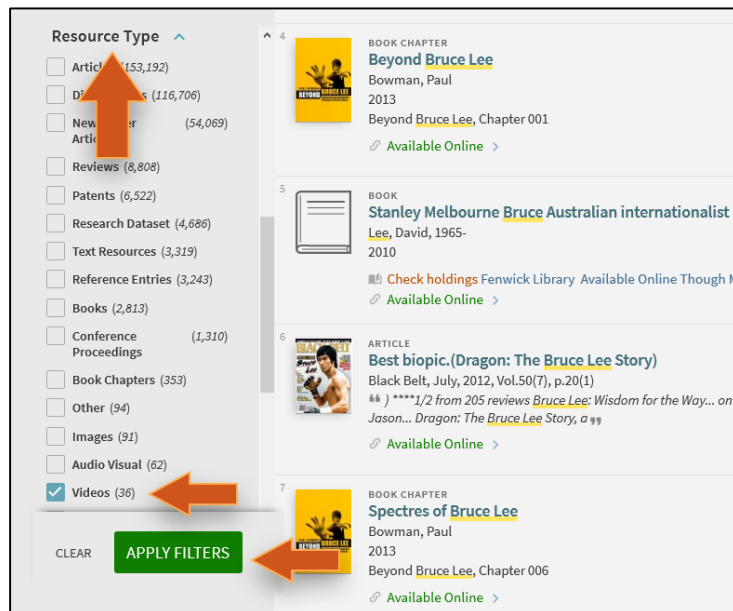 Resource Type
(153,192)
(116,706)
(54,069)
Reviews (8,808)
Patents (6,522)
Research Dataset (4,686)
Text Resources (3,319)
Reference Entries (3,243)
Books (2,813)
Conference (1,310)
Proceedings
Book Chapters (353)
Other (94)
Images (91)
Audio Visual (62)
Videos (36)
CLEAR
APPLY FILTERS
4
BOOK CHAPTER
Beyond Bruce Lee
Bowman, Paul
2013
Beyond Bruce Lee, Chapter 001
Available Online >
BEYOND BRUCE LEE
5
BOOK
Stanley Melbourne Bruce Australian internationalist
Lee, David, 1965-
2010
Check holdings Fenwick Library Available Online Though
Available Online >
6
BLACK BELT
ARTICLE
Best biopic.(Dragon: The Bruce Lee Story)
Black Belt, July, 2012, Vol.50(7), p.20(1)
❝ ) ****1/2 from 205 reviews Bruce Lee: Wisdom for the Way... on
Jason... Dragon: The Bruce Lee Story, a ❞
Available Online >
7
BOOK CHAPTER
Spectres of Bruce Lee
Bowman, Paul
2013
Beyond Bruce Lee, Chapter 006
Available Online >